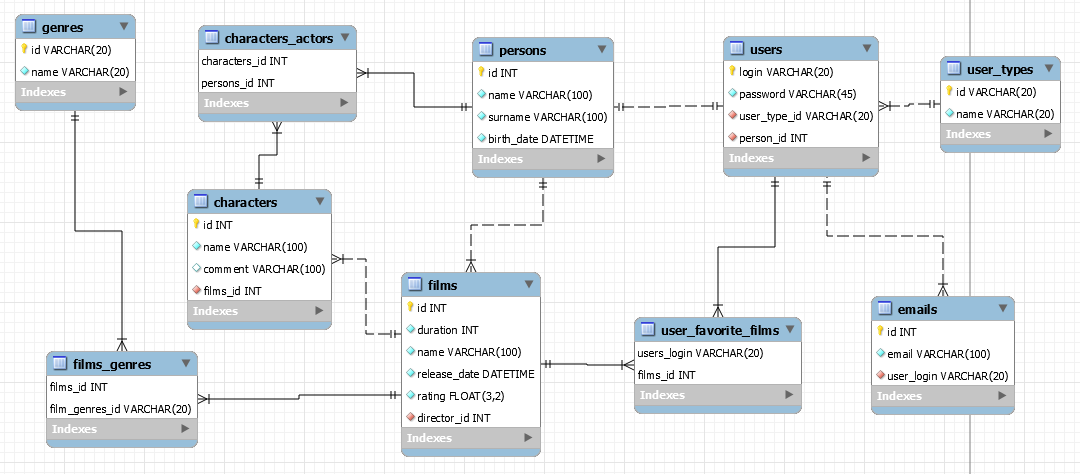 genres
id VARCHAR(20)
name VARCHAR(20)
Indexes
characters_actors
characters_id INT
persons_id INT
Indexes
persons
id INT
name VARCHAR(100)
surname VARCHAR(100)
birth_date DATETIME
Indexes
users
login VARCHAR(20)
password VARCHAR(45)
user_type_id VARCHAR(20)
person_id INT
Indexes
user_types
id VARCHAR(20)
name VARCHAR(20)
Indexes
characters
id INT
name VARCHAR(100)
comment VARCHAR(100)
films_id INT
Indexes
films
id INT
duration INT
name VARCHAR(100)
release_date DATETIME
rating FLOAT(3,2)
director_id INT
Indexes
films_genres
films_id INT
film_genres_id VARCHAR(20)
Indexes
user_favorite_films
users_login VARCHAR(20)
films_id INT
Indexes
emails
id INT
email VARCHAR(100)
user_login VARCHAR(20)
Indexes